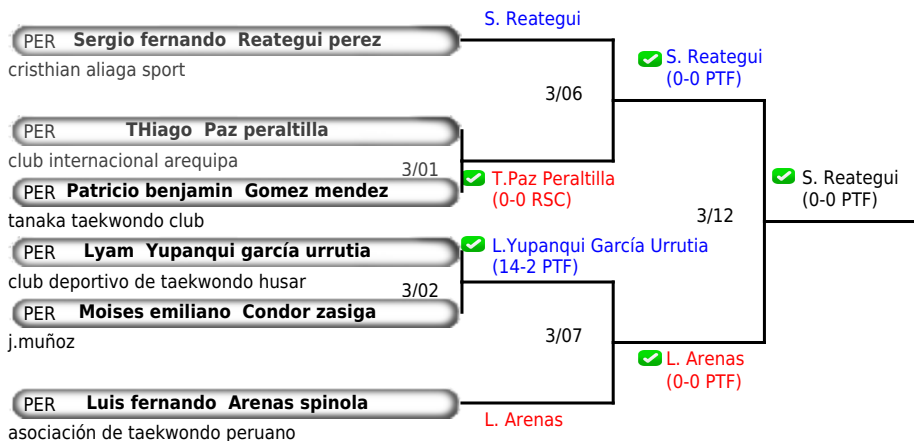 S. Reategui
PER Sergio fernando Reategui perez
cristhian aliaga sport
S. Reategui
(0-0 PTF)
3/06
PER THiago Paz peraltilla
club internacional arequipa
3/01
PER Patricio benjamin Gomez mendez
T.Paz Peraltilla
(0-0 RSC)
tanaka taekwondo club
S. Reategui
(0-0 PTF)
3/12
PER Lyam Yupanqui garcía urrutia
L.Yupanqui García Urrutia
(14-2 PTF)
club deportivo de taekwondo husar
3/02
PER Moises emiliano Condor zasiga
j.muñoz
3/07
L. Arenas
(0-0 PTF)
PER Luis fernando Arenas spinola
L. Arenas
asociación de taekwondo peruano